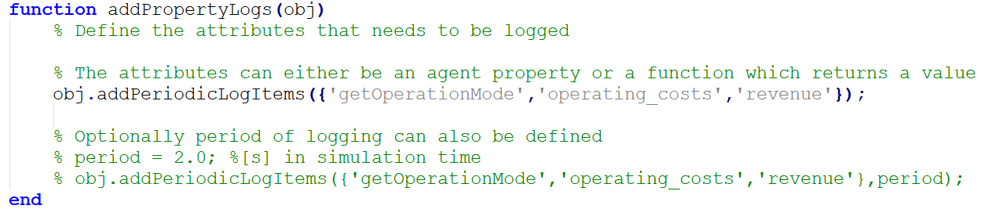 function addPropertyLogs(obj)
% Define the attributes that needs to be logged
% The attributes can either be an agent property or a function which returns a value
obj.addPeriodicLogItems({'getOperationMode','operating_costs','revenue'});
% Optionally period of logging can also be defined
% period = 2.0; %[s] in simulation time
% obj.addPeriodicLogItems({'getOperationMode','operating_costs','revenue'},period);
end